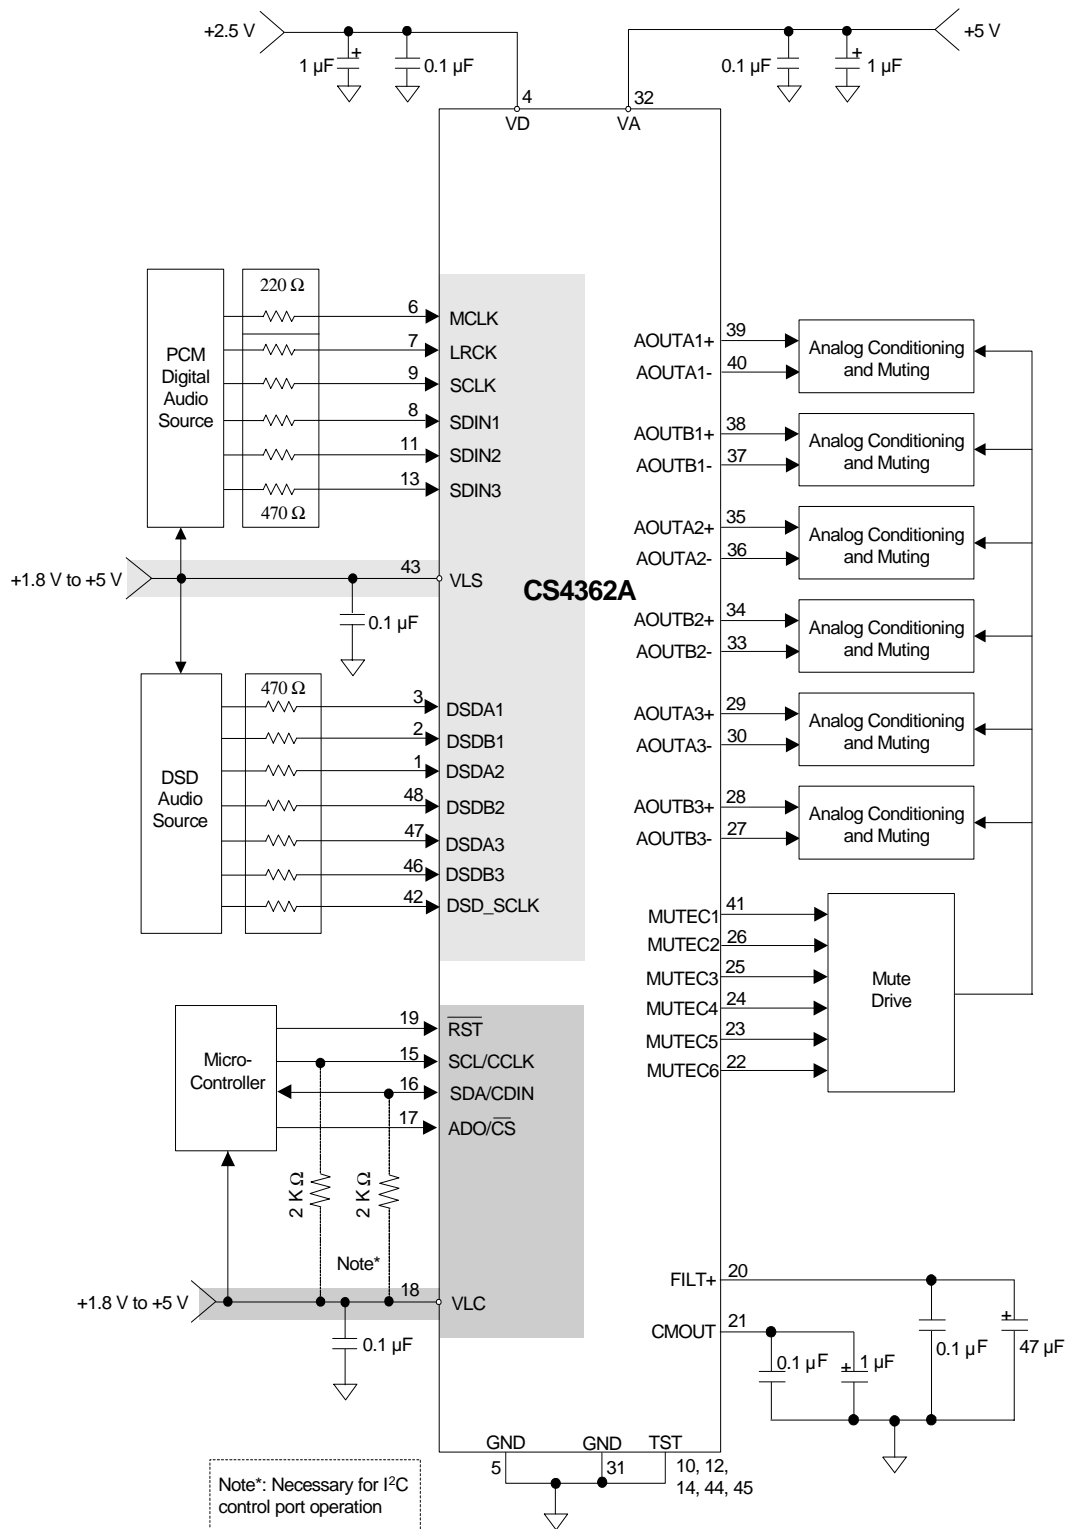 +2.5 V
+5 V
1 µF
+
0.1 µF
0.1 µF
+
1 µF
4
32
VD
VA
220 Ω
6
MCLK
7
LRCK
PCM
Digital
Audio
Source
9
SCLK
8
SDIN1
11
SDIN2
13
SDIN3
470 Ω
+1.8 V to +5 V
43
VLS
0.1 µF
CS4362A
470 Ω
3
DSDA1
2
DSDB1
1
DSDA2
DSD
Audio
Source
48
DSDB2
47
DSDA3
46
DSDB3
42
DSD_SCLK
AOUTA1+
39
AOUTA1-
40
Analog Conditioning
and Muting
AOUTB1+
38
AOUTB1-
37
Analog Conditioning
and Muting
AOUTA2+
35
AOUTA2-
36
Analog Conditioning
and Muting
AOUTB2+
34
AOUTB2-
33
Analog Conditioning
and Muting
AOUTA3+
29
AOUTA3-
30
Analog Conditioning
and Muting
AOUTB3+
28
AOUTB3-
27
Analog Conditioning
and Muting
MUTEC1
41
MUTEC2
26
MUTEC3
25
MUTEC4
24
MUTEC5
23
MUTEC6
22
Mute
Drive
Micro-
Controller
19
RST
15
SCL/CCLK
16
SDA/CDIN
17
ADO/CS
2 K Ω
2 K Ω
Note*
+1.8 V to +5 V
18
VLC
0.1 µF
FILT+
20
CMOUT
21
0.1 µF
+
1 µF
0.1 µF
+
47 µF
GND
5
GND
31
TST
10, 12,
14, 44, 45
Note*: Necessary for I²C
control port operation